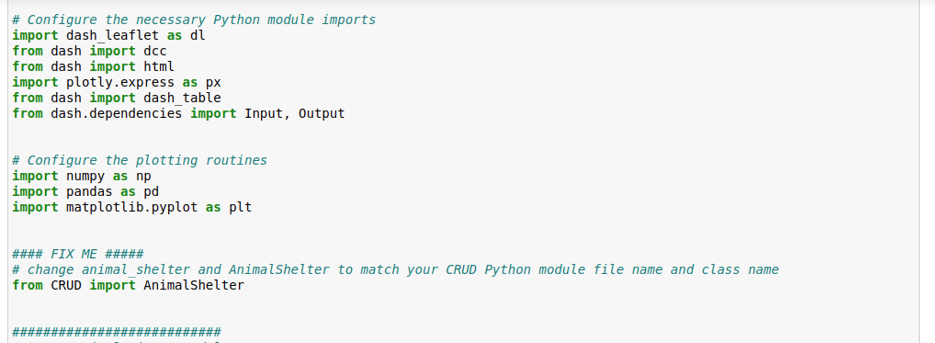 # Configure the necessary Python module imports
import dash_leaflet as dl
from dash import dcc
from dash import html
import plotly.express as px
from dash import dash_table
from dash.dependencies import Input, Output
# Configure the plotting routines
import numpy as np
import pandas as pd
import matplotlib.pyplot as plt
#### FIX ME #####
# change animal_shelter and AnimalShelter to match your CRUD Python module file name and class name
from CRUD import AnimalShelter
###########################